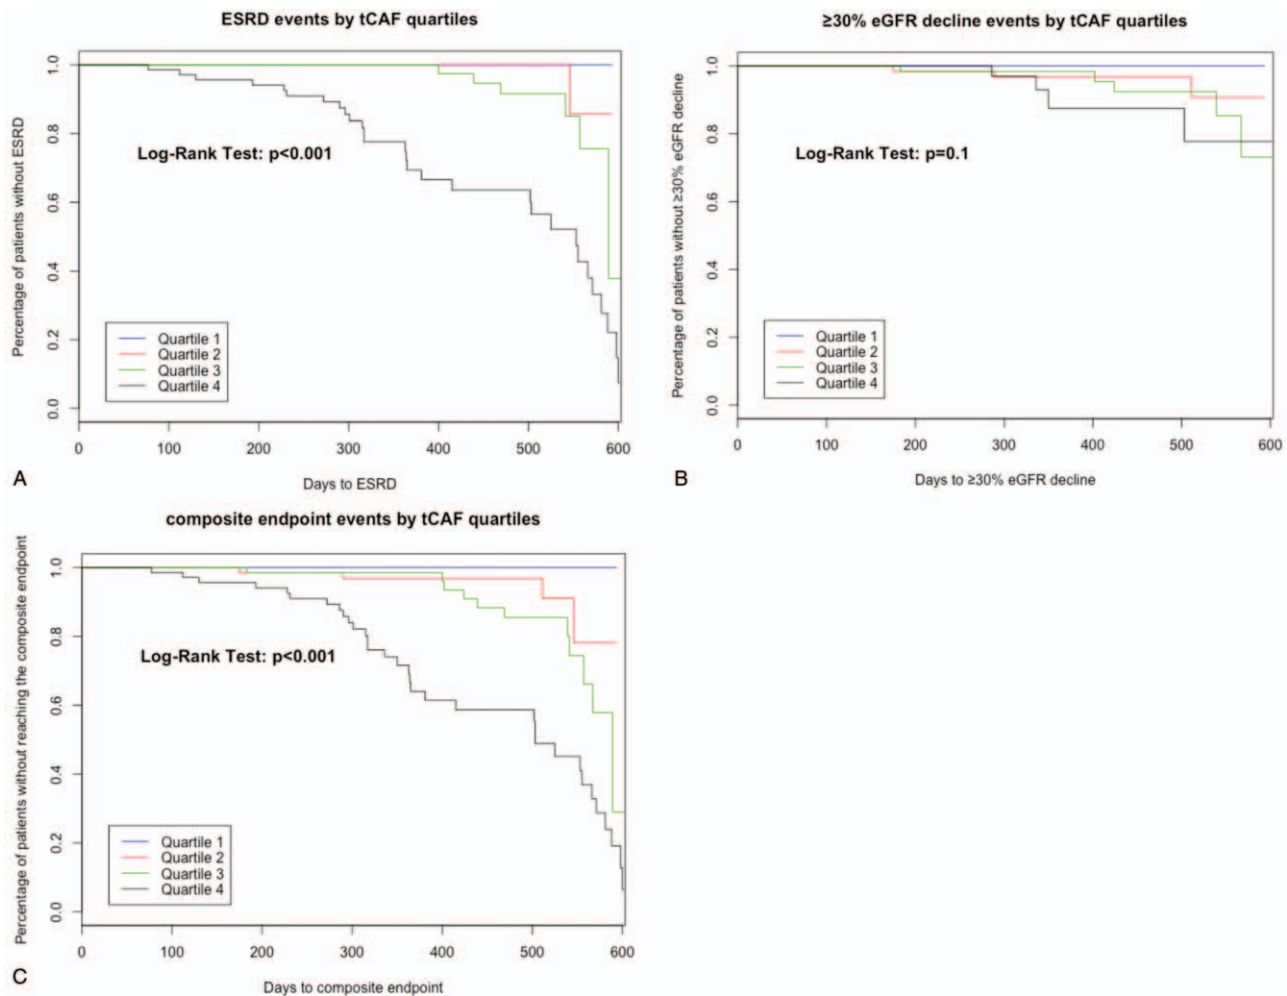 ESRD events by tCAF quartiles
Percentage of patients without ESRD
1.0
0.8
0.6
0.4
0.2
0.0
Log-Rank Test: p<0.001
Quartile 1
Quartile 2
Quartile 3
Quartile 4
0 100 200 300 400 500 600
Days to ESRD
A
≥30% eGFR decline events by tCAF quartiles
Percentage of patients without ≥30% eGFR decline
1.0
0.8
0.6
0.4
0.2
0.0
Log-Rank Test: p=0.1
Quartile 1
Quartile 2
Quartile 3
Quartile 4
0 100 200 300 400 500 600
Days to ≥30% eGFR decline
B
composite endpoint events by tCAF quartiles
Percentage of patients without reaching the composite endpoint
1.0
0.8
0.6
0.4
0.2
0.0
Log-Rank Test: p<0.001
Quartile 1
Quartile 2
Quartile 3
Quartile 4
0 100 200 300 400 500 600
Days to composite endpoint
C